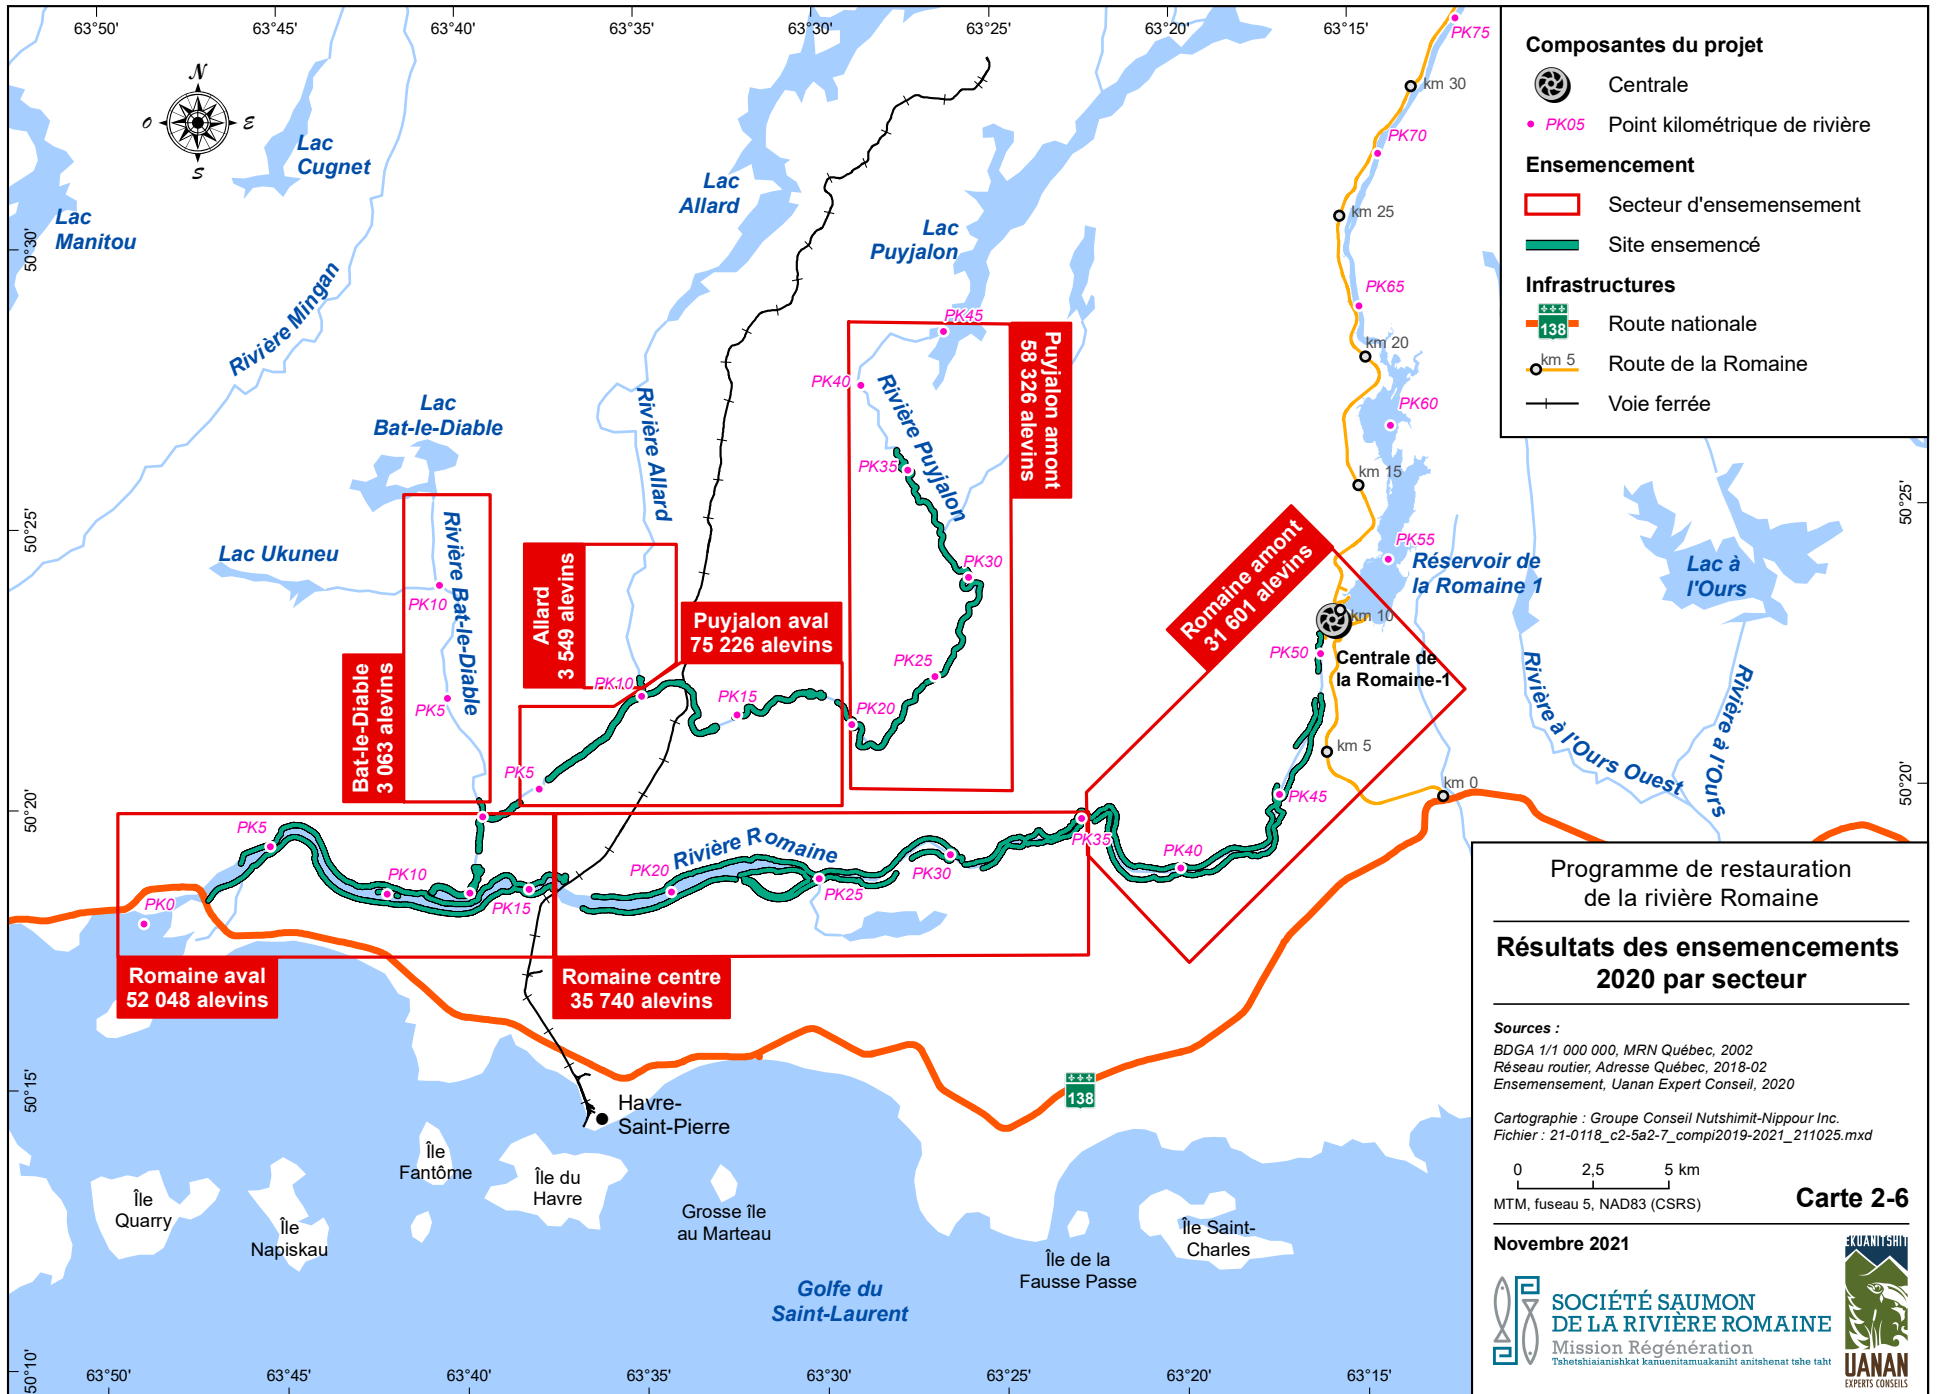 63°50'
63°45'
63°40'
63°35'
63°30'
63°25'
63°20'
63°15'
PK75
km 30
PK70
km 25
PK65
km 20
PK60
km 15
PK55
km 10
PK50
km 5
PK45
km 0
N
O
E
S
Lac
Cugnet
Lac
Manitou
Rivière Mingan
Lac
Allard
Lac
Puyjalon
Lac
Bat-le-Diable
Lac Ukuneu
Rivière Bat-le-Diable
Rivière Allard
Rivière Puyjalon
Réservoir de
la Romaine 1
Lac à
l'Ours
Rivière à l'Ours Ouest
Rivière à l'Ours
Centrale de
la Romaine-1
Puyjalon amont
58 326 alevins
PK45
PK40
PK35
PK30
PK25
PK20
Puyjalon aval
75 226 alevins
PK15
PK10
PK5
Allard
3 549 alevins
Bat-le-Diable
3 063 alevins
PK10
PK5
Romaine amont
31 601 alevins
PK40
PK35
Rivière Romaine
PK30
PK25
PK20
PK15
PK10
PK5
PK0
Romaine aval
52 048 alevins
Romaine centre
35 740 alevins
138
Havre-
Saint-Pierre
Île
Quarry
Île
Napiskau
Île
Fantôme
Île du
Havre
Grosse île
au Marteau
Île de la
Fausse Passe
Île Saint-
Charles
Golfe du
Saint-Laurent
50°30'
50°25'
50°20'
50°15'
50°10'
50°25'
50°20'
63°50'
63°45'
63°40'
63°35'
63°30'
63°25'
63°20'
63°15'
Composantes du projet
Centrale
PK05 Point kilométrique de rivière
Ensemencement
Secteur d'ensemensement
Site ensemencé
Infrastructures
138 Route nationale
km 5 Route de la Romaine
Voie ferrée
Programme de restauration
de la rivière Romaine
Résultats des ensemencements
2020 par secteur
Sources :
BDGA 1/1 000 000, MRN Québec, 2002
Réseau routier, Adresse Québec, 2018-02
Ensemensement, Uanan Expert Conseil, 2020
Cartographie : Groupe Conseil Nutshimit-Nippour Inc.
Fichier : 21-0118_c2-5a2-7_compi2019-2021_211025.mxd
0 2,5 5 km
MTM, fuseau 5, NAD83 (CSRS)
Carte 2-6
Novembre 2021
SOCIÉTÉ SAUMON
DE LA RIVIÈRE ROMAINE
Mission Régénération
Tshetshiaianishkat kanuenitamuakaniht anitshenat tshe taht
EKUANITSHIT
UANAN
EXPERTS CONSEILS